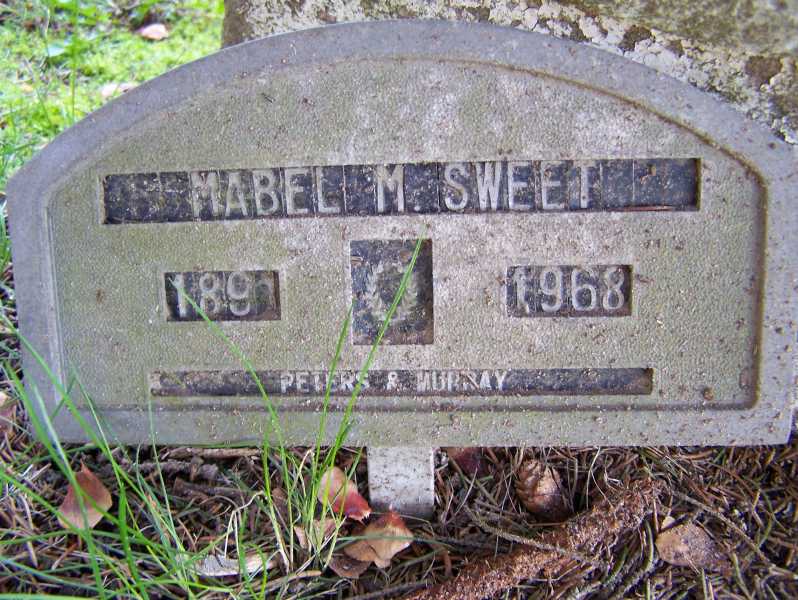 MABEL M. SWEET
1968
PETERS & MURRAY